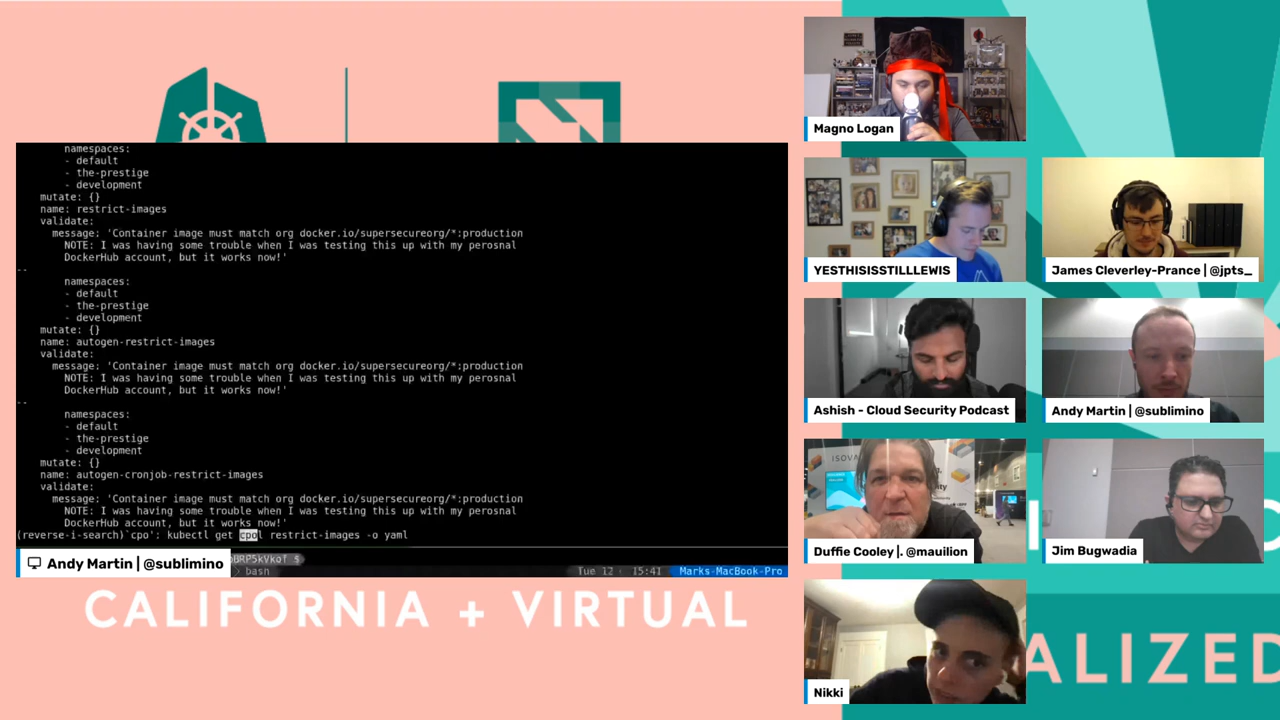 namespaces:
- default
- the-prestige
- development
mutate: {}
name: restrict-images
validate:
message: 'Container image must match org docker.io/supersecureorg/*:production
NOTE: I was having some trouble when I was testing this up with my perosnal
DockerHub account, but it works now!'
--
namespaces:
- default
- the-prestige
- development
mutate: {}
name: autogen-restrict-images
validate:
message: 'Container image must match org docker.io/supersecureorg/*:production
NOTE: I was having some trouble when I was testing this up with my perosnal
DockerHub account, but it works now!'
--
namespaces:
- default
- the-prestige
- development
mutate: {}
name: autogen-cronjob-restrict-images
validate:
message: 'Container image must match org docker.io/supersecureorg/*:production
NOTE: I was having some trouble when I was testing this up with my perosnal
DockerHub account, but it works now!'
(reverse-i-search)`cpo': kubectl get cpol restrict-images -o yaml
Andy Martin | @sublimino
bash
Tue 12 ‹ 15:41
Marks-MacBook-Pro
CALIFORNIA + VIRTUAL
Magno Logan
YESTHISISSTILLLEWIS
James Cleverley-Prance | @jpts_
Ashish - Cloud Security Podcast
Andy Martin | @sublimino
ISOVA
Duffie Cooley |. @mauilion
Jim Bugwadia
Nikki
ALIZED